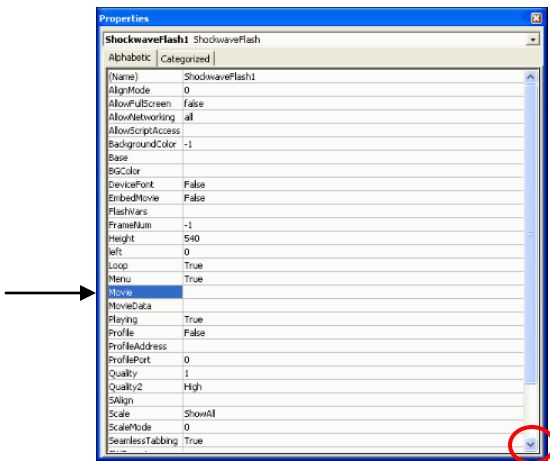 Properties
ShockwaveFlash1 ShockwaveFlash
Alphabetic Categorized
(Name) ShockwaveFlash1
AlignMode 0
AllowFullScreen false
AllowNetworking all
AllowScriptAccess
BackgroundColor -1
Base
BGColor
DeviceFont False
EmbedMovie False
FlashVars
FrameNum -1
Height 540
left 0
Loop True
Menu True
Movie
MovieData
Playing True
Profile False
ProfileAddress
ProfilePort 0
Quality 1
Quality2 High
SAlign
Scale ShowAll
ScaleMode 0
SeamlessTabbing True